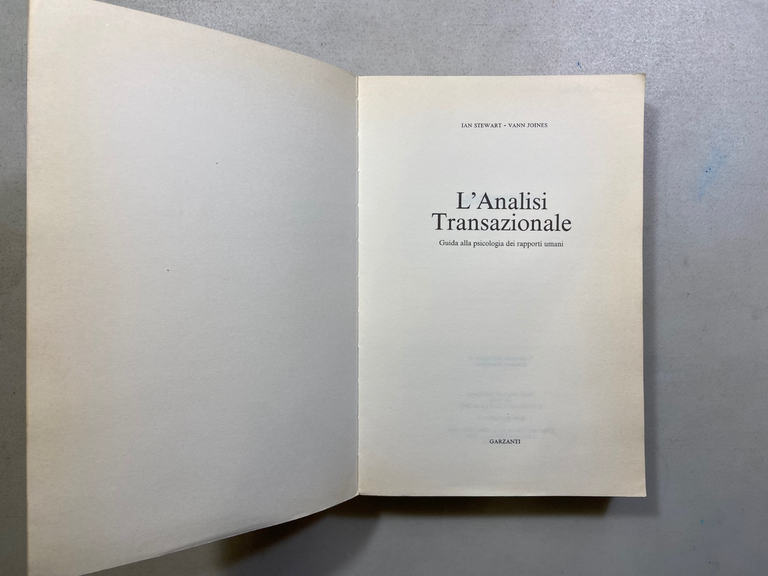 IAN STEWART - VANN JOINES
L'Analisi
Transazionale
Guida alla psicologia dei rapporti umani
GARZANTI